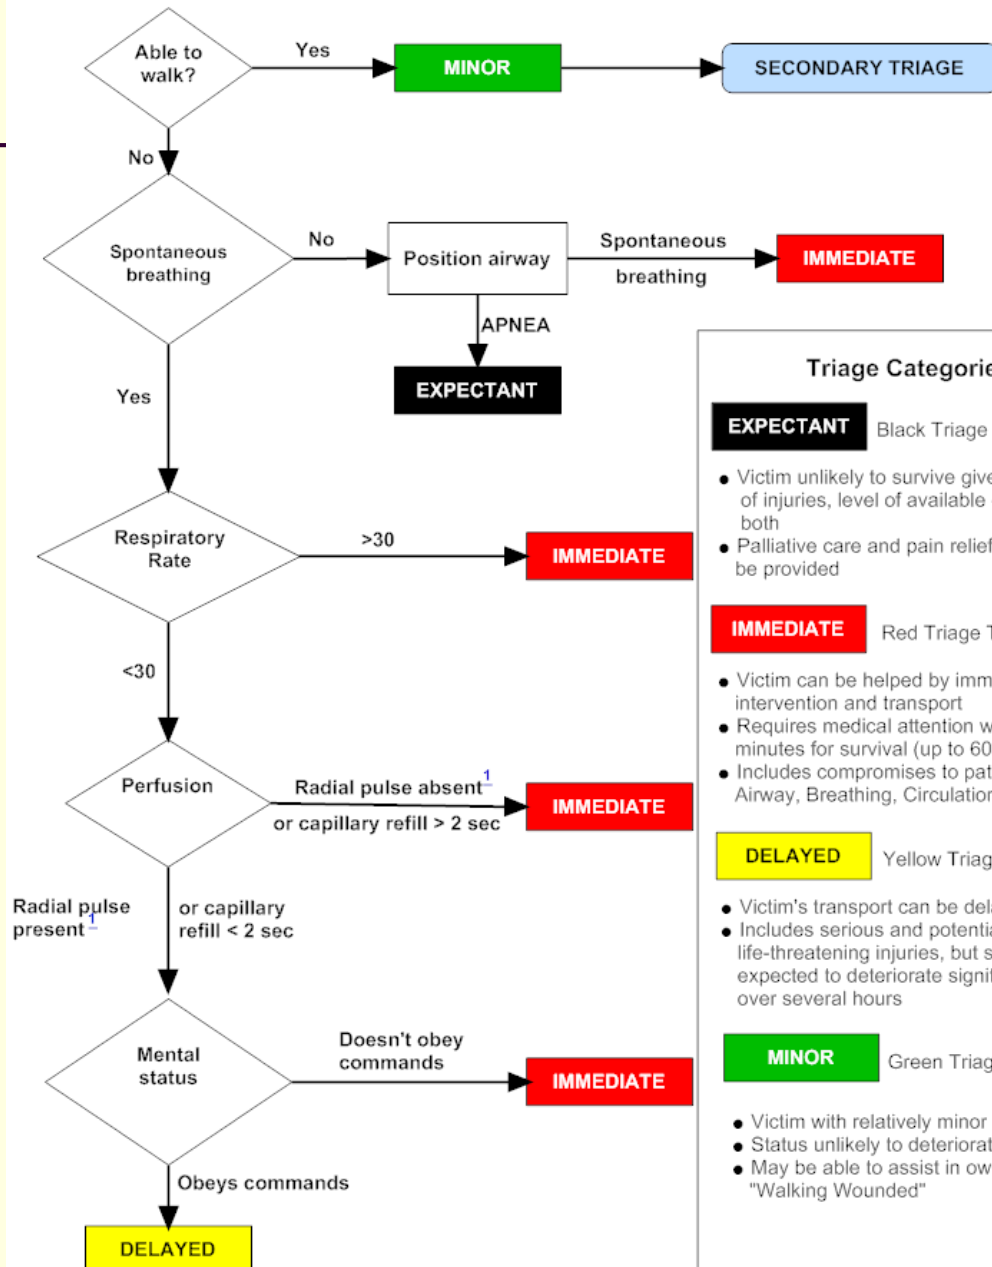 Able to
walk?
Yes
MINOR
SECONDARY TRIAGE
No
Spontaneous
breathing
No
Position airway
Spontaneous
breathing
IMMEDIATE
APNEA
EXPECTANT
Yes
Respiratory
Rate
>30
IMMEDIATE
<30
Perfusion
Radial pulse absent 1
or capillary refill > 2 sec
IMMEDIATE
Radial pulse
present 1
or capillary
refill < 2 sec
Mental
status
Doesn't obey
commands
IMMEDIATE
Obeys commands
DELAYED
Triage Categorie
EXPECTANT Black Triage
● Victim unlikely to survive give
of injuries, level of available
both
● Palliative care and pain relief
be provided
IMMEDIATE Red Triage T
● Victim can be helped by imm
intervention and transport
● Requires medical attention w
minutes for survival (up to 60
● Includes compromises to pat
Airway, Breathing, Circulation
DELAYED Yellow Triag
● Victim's transport can be dela
● Includes serious and potentia
life-threatening injuries, but s
expected to deteriorate signif
over several hours
MINOR Green Triag
● Victim with relatively minor
● Status unlikely to deteriorat
● May be able to assist in ow
"Walking Wounded"